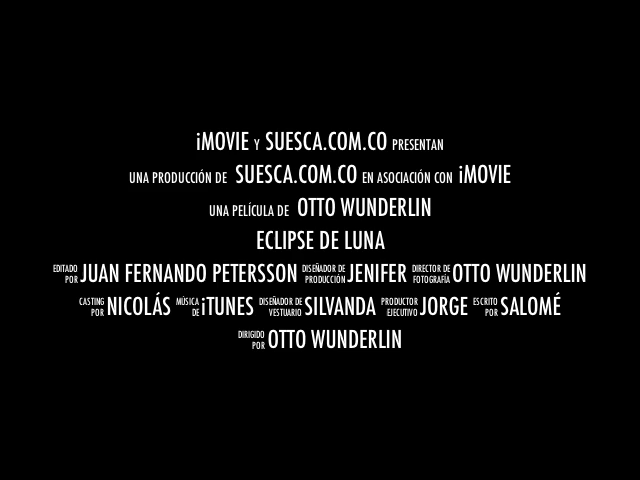 iMOVIE Y SUESCA.COM.CO PRESENTAN
UNA PRODUCCIÓN DE SUESCA.COM.CO EN ASOCIACIÓN CON iMOVIE
UNA PELÍCULA DE OTTO WUNDERLIN
ECLIPSE DE LUNA
EDITADO POR JUAN FERNANDO PETERSSON DISEÑADOR DE PRODUCCIÓN JENIFER DIRECTOR DE FOTOGRAFÍA OTTO WUNDERLIN
CASTING POR NICOLÁS MÚSICA DE iTUNES DISEÑADOR DE VESTUARIO SILVANDA PRODUCTOR EJECUTIVO JORGE ESCRITO POR SALOMÉ
DIRIGIDO POR OTTO WUNDERLIN